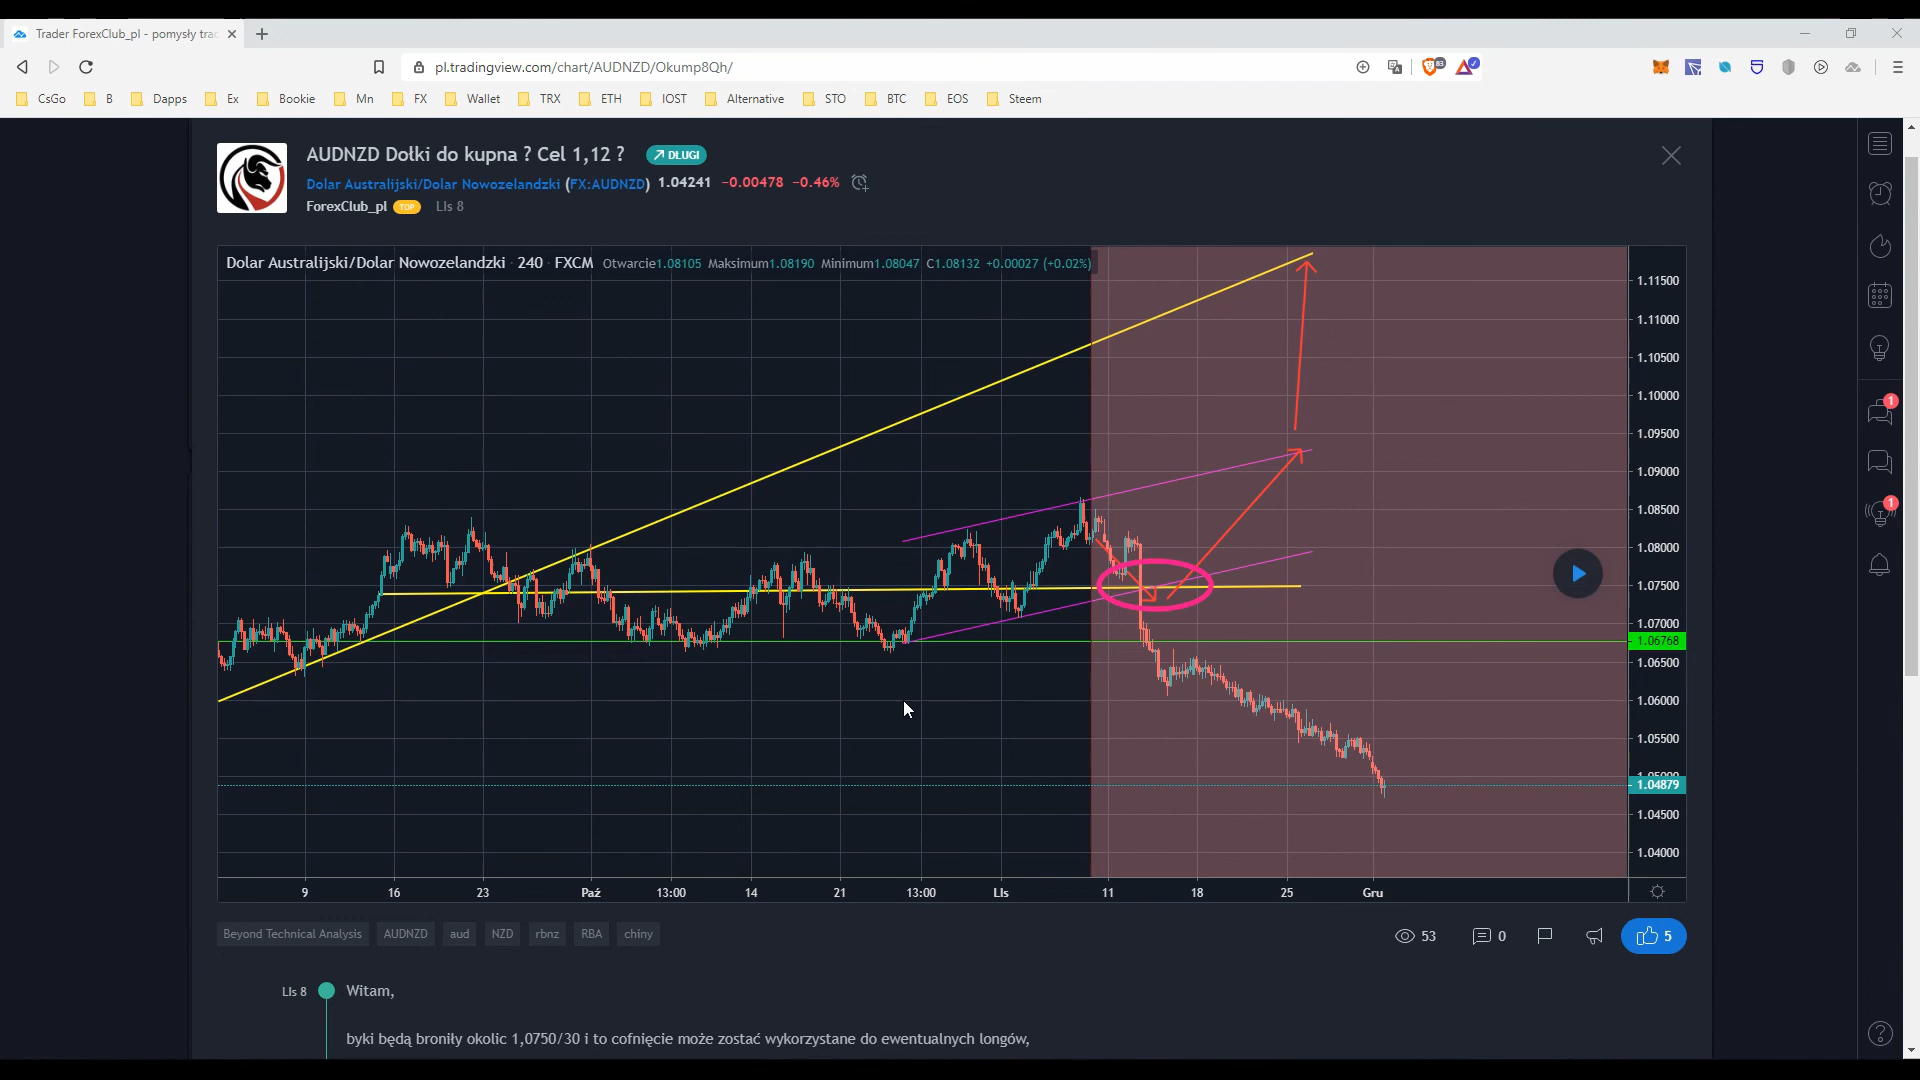 Trader ForexClub_pl - pomysły trac
pl.tradingview.com/chart/AUDNZD/Okump8Qh/
83
CsGo B Dapps Ex Bookie Mn FX Wallet TRX ETH IOST Alternative STO BTC EOS Steem
AUDNZD Dołki do kupna ? Cel 1,12 ? DŁUGI
Dolar Australijski/Dolar Nowozelandzki (FX:AUDNZD) 1.04241 −0.00478 −0.46%
ForexClub_pl TOP LIs 8
Dolar Australijski/Dolar Nowozelandzki · 240 · FXCM Otwarcie1.08105 Maksimum1.08190 Minimum1.08047 C1.08132 +0.00027 (+0.02%)
1.11500
1.11000
1.10500
1.10000
1.09500
1.09000
1.08500
1.08000
1.07500
1.07000
1.06768
1.06500
1.06000
1.05500
1.05000
1.04879
1.04500
1.04000
9 16 23 Paź 13:00 14 21 13:00 LIs 11 18 25 Gru
1
1
Beyond Technical Analysis AUDNZD aud NZD rbnz RBA chiny
53 0 5
LIs 8 Witam,
byki będą broniły okolic 1,0750/30 i to cofnięcie może zostać wykorzystane do ewentualnych longów,